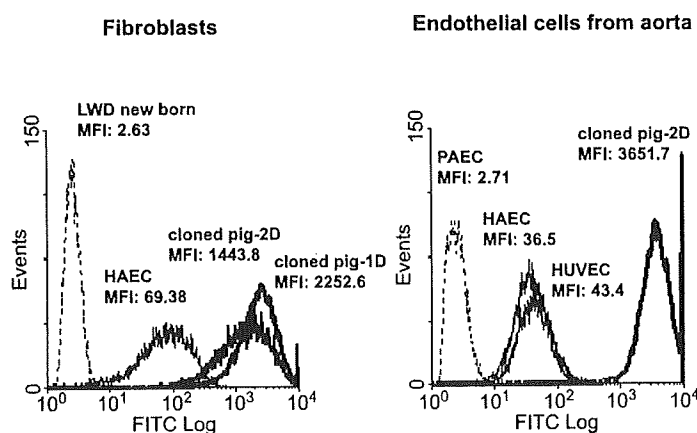 Fibroblasts
LWD new born
MFI: 2.63
HAEC
MFI: 69.38
cloned pig-2D
MFI: 1443.8
cloned pig-1D
MFI: 2252.6
150
Events
0
10^0 10^1 10^2 10^3 10^4
FITC Log
Endothelial cells from aorta
PAEC
MFI: 2.71
HAEC
MFI: 36.5
HUVEC
MFI: 43.4
cloned pig-2D
MFI: 3651.7
150
Events
0
10^0 10^1 10^2 10^3 10^4
FITC Log